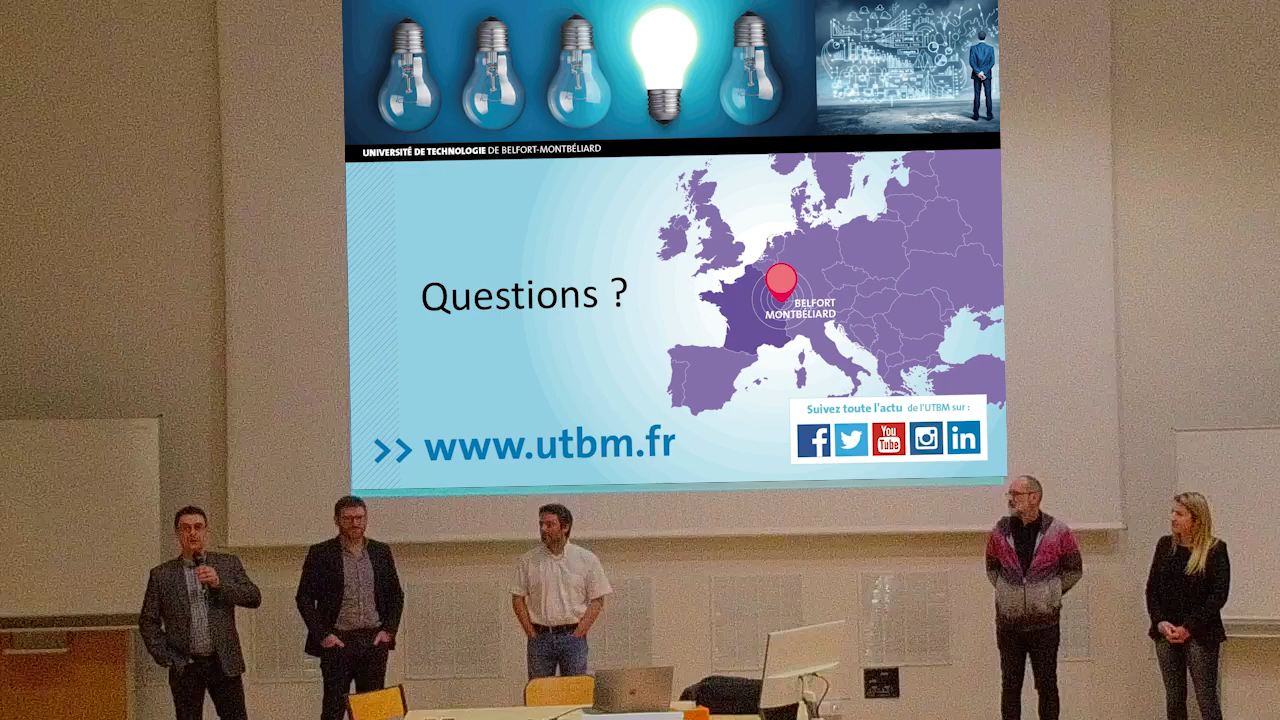 UNIVERSITÉ DE TECHNOLOGIE DE BELFORT-MONTBÉLIARD
Questions ?
BELFORT
MONTBÉLIARD
Suivez toute l'actu de l'UTBM sur :
f
You
Tube
in
>> www.utbm.fr